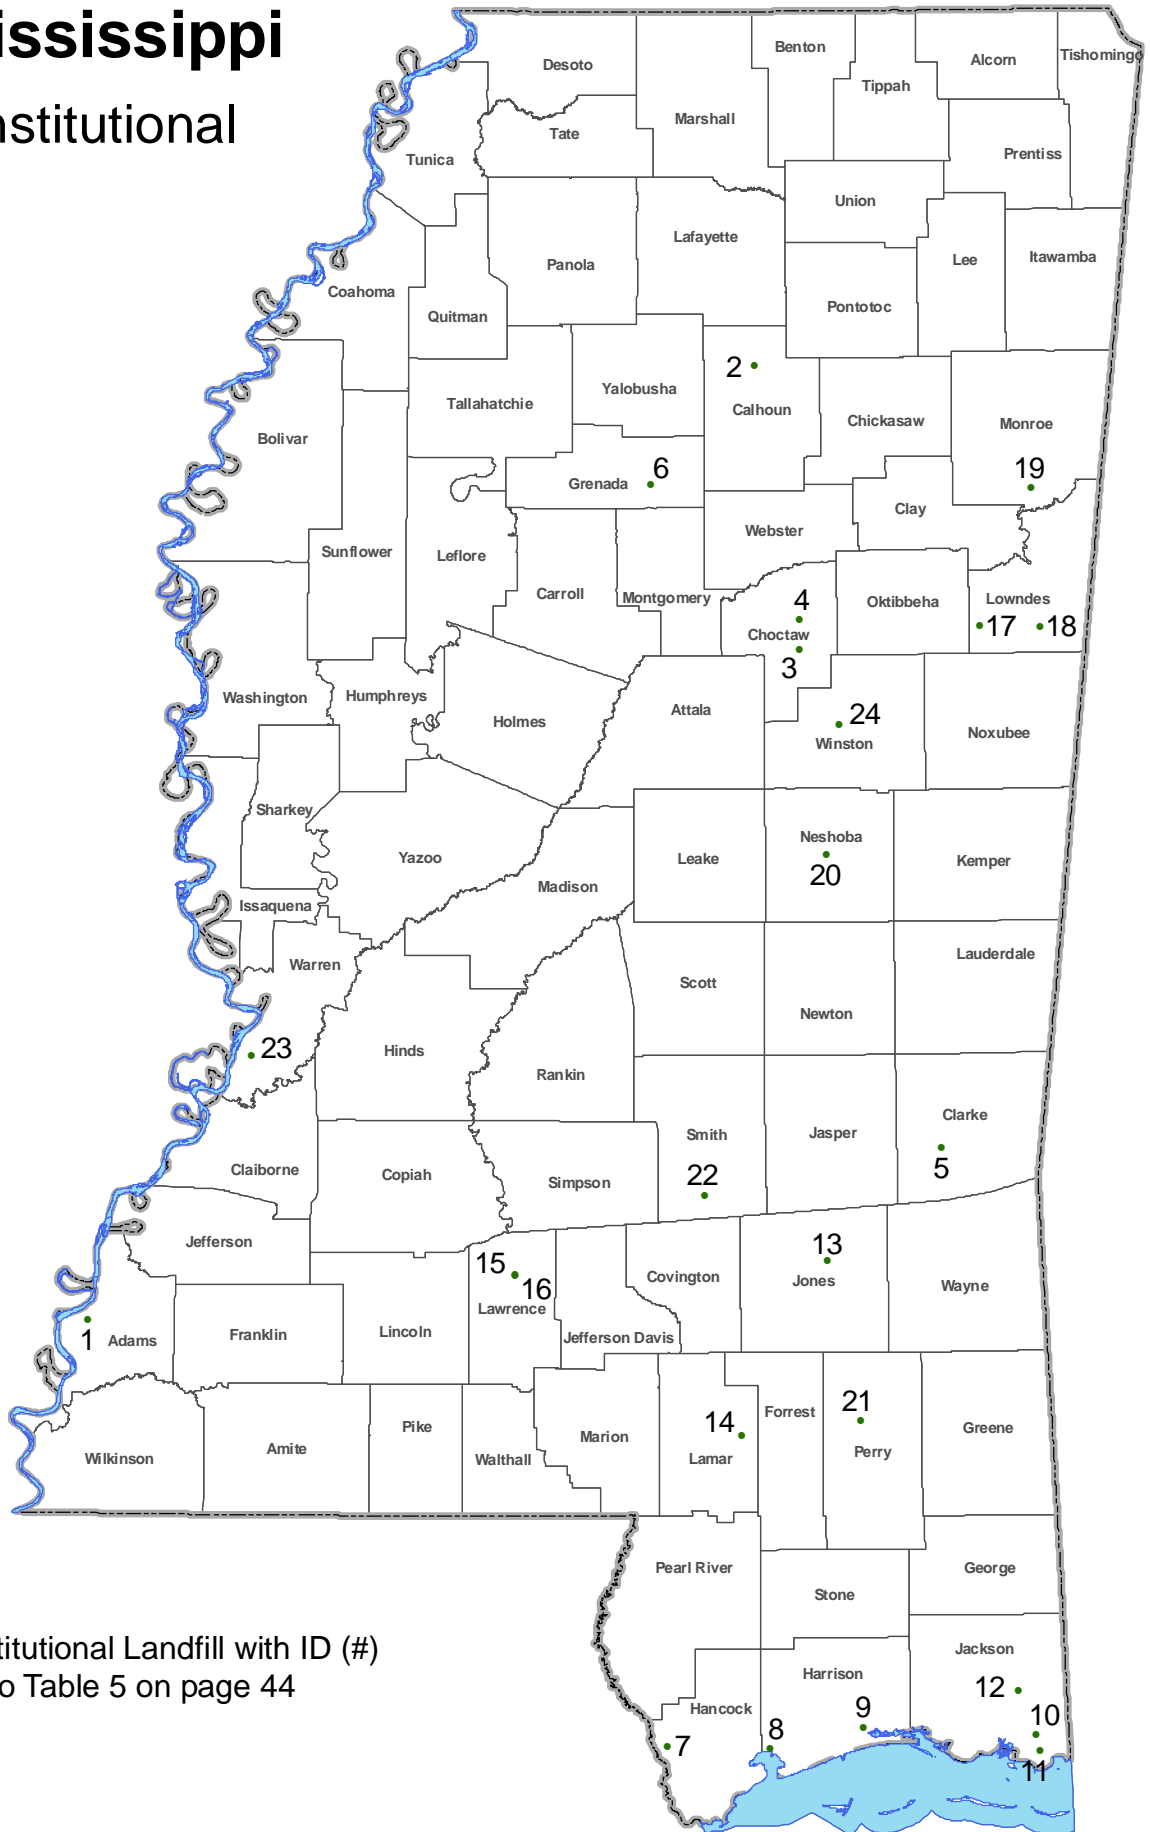 ississippi
nstitutional
Desoto
Benton
Tippah
Alcorn
Tishomingo
Marshall
Tate
Tunica
Prentiss
Union
Lafayette
Panola
Lee
Itawamba
Coahoma
Quitman
Pontotoc
2
Yalobusha
Tallahatchie
Calhoun
Chickasaw
Monroe
Bolivar
19
6
Grenada
Clay
Webster
Sunflower
Leflore
Carroll
Montgomery
4
Oktibbeha
Lowndes
Choctaw
17
18
3
Washington
Humphreys
Holmes
Attala
24
Winston
Noxubee
Sharkey
Neshoba
Yazoo
Leake
20
Kemper
Madison
Issaquena
Warren
Lauderdale
Scott
Newton
23
Hinds
Rankin
Clarke
Smith
Jasper
5
Claiborne
Copiah
Simpson
22
Jefferson
15
16
13
Lawrence
Covington
Jones
Wayne
1
Adams
Franklin
Lincoln
Jefferson Davis
21
14
Forrest
Pike
Marion
Greene
Wilkinson
Amite
Walthall
Lamar
Perry
Pearl River
George
Stone
titutional Landfill with ID (#)
o Table 5 on page 44
Jackson
Harrison
12
Hancock
9
10
7
8
11